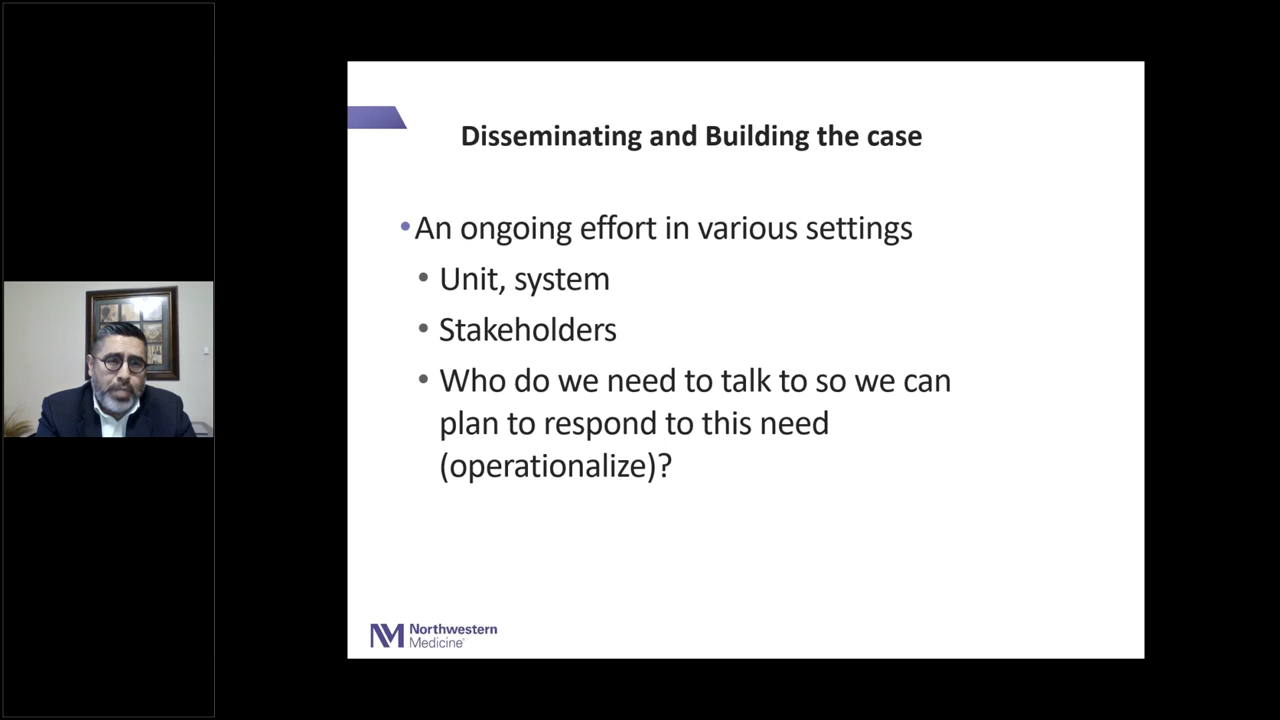 Disseminating and Building the case
•An ongoing effort in various settings
• Unit, system
• Stakeholders
• Who do we need to talk to so we can
plan to respond to this need
(operationalize)?
NM Northwestern
Medicine